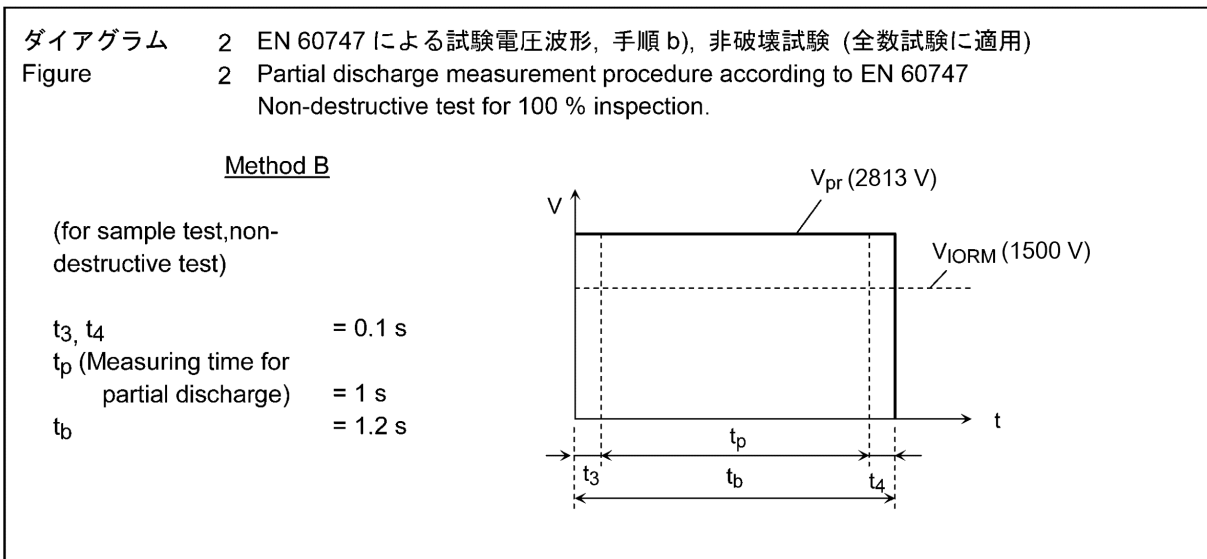 ダイアグラム 2 EN 60747 による試験電圧波形, 手順 b), 非破壊試験 (全数試験に適用)
Figure 2 Partial discharge measurement procedure according to EN 60747
Non-destructive test for 100 % inspection.
Method B
(for sample test,non-
destructive test)
t3, t4 = 0.1 s
tp (Measuring time for
partial discharge) = 1 s
tb = 1.2 s
Vpr (2813 V)
V
VIORM (1500 V)
t
tp
t3 tb t4